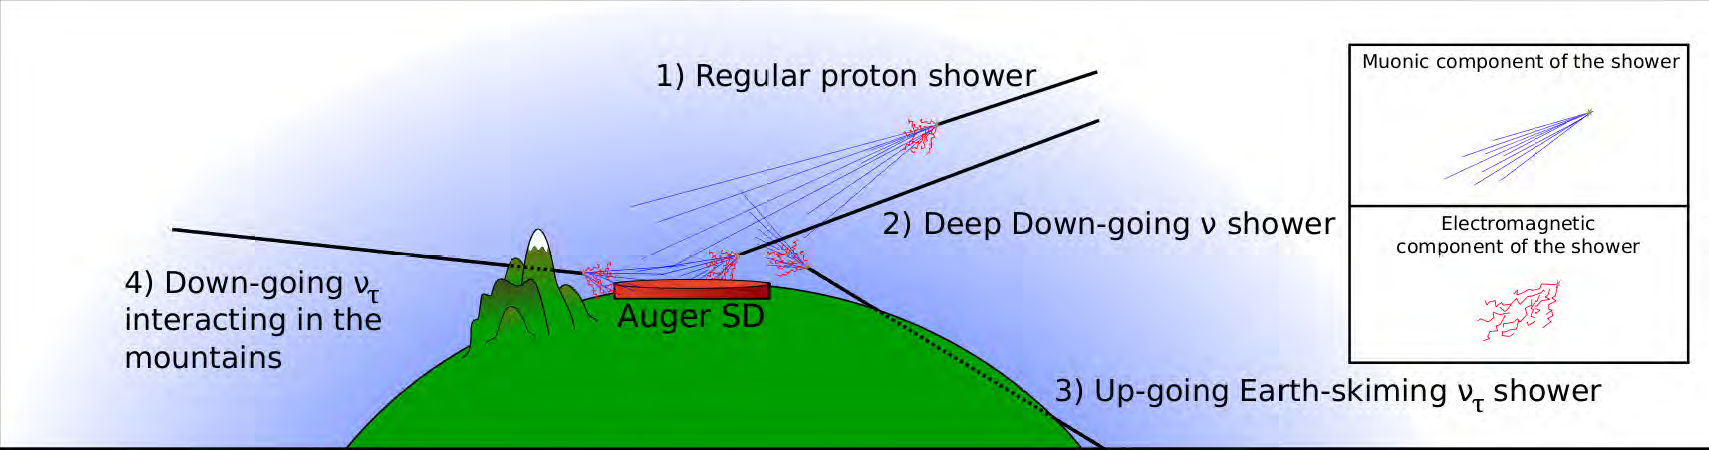 1) Regular proton shower
2) Deep Down-going ν shower
3) Up-going Earth-skiming ντ shower
4) Down-going ντ
interacting in the
mountains
Auger SD
Muonic component of the shower
Electromagnetic
component of the shower